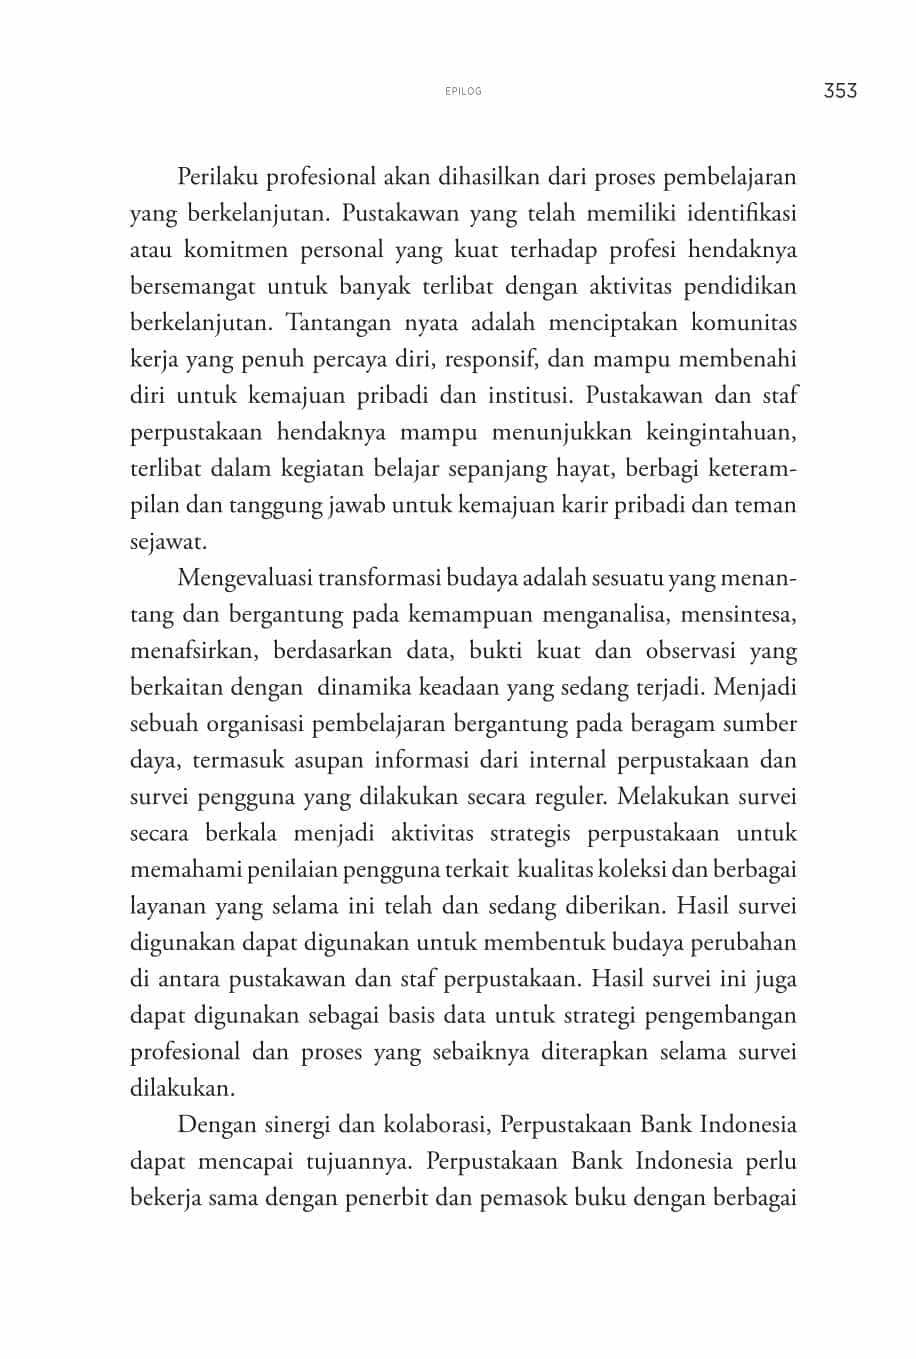 EPILOG
353
Perilaku profesional akan dihasilkan dari proses pembelajaran
yang berkelanjutan. Pustakawan yang telah memiliki identifikasi
atau komitmen personal yang kuat terhadap profesi hendaknya
bersemangat untuk banyak terlibat dengan aktivitas pendidikan
berkelanjutan. Tantangan nyata adalah menciptakan komunitas
kerja yang penuh percaya diri, responsif, dan mampu membenahi
diri untuk kemajuan pribadi dan institusi. Pustakawan dan staf
perpustakaan hendaknya mampu menunjukkan keingintahuan,
terlibat dalam kegiatan belajar sepanjang hayat, berbagi keteram-
pilan dan tanggung jawab untuk kemajuan karir pribadi dan teman
sejawat.
Mengevaluasi transformasi budaya adalah sesuatu yang menan-
tang dan bergantung pada kemampuan menganalisa, mensintesa,
menafsirkan, berdasarkan data, bukti kuat dan observasi yang
berkaitan dengan dinamika keadaan yang sedang terjadi. Menjadi
sebuah organisasi pembelajaran bergantung pada beragam sumber
daya, termasuk asupan informasi dari internal perpustakaan dan
survei pengguna yang dilakukan secara reguler. Melakukan survei
secara berkala menjadi aktivitas strategis perpustakaan untuk
memahami penilaian pengguna terkait kualitas koleksi dan berbagai
layanan yang selama ini telah dan sedang diberikan. Hasil survei
digunakan dapat digunakan untuk membentuk budaya perubahan
di antara pustakawan dan staf perpustakaan. Hasil survei ini juga
dapat digunakan sebagai basis data untuk strategi pengembangan
profesional dan proses yang sebaiknya diterapkan selama survei
dilakukan.
Dengan sinergi dan kolaborasi, Perpustakaan Bank Indonesia
dapat mencapai tujuannya. Perpustakaan Bank Indonesia perlu
bekerja sama dengan penerbit dan pemasok buku dengan berbagai